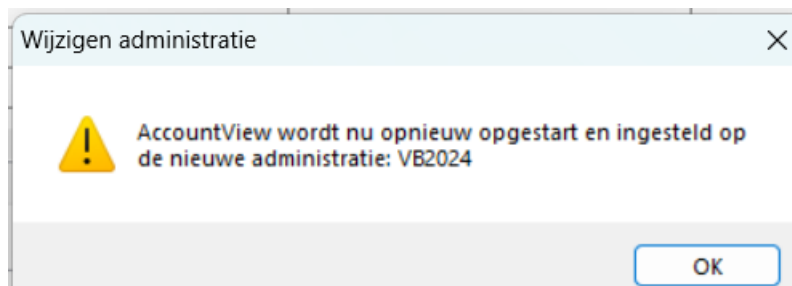 Wijzigen administratie
AccountView wordt nu opnieuw opgestart en ingesteld op
de nieuwe administratie: VB2024
OK